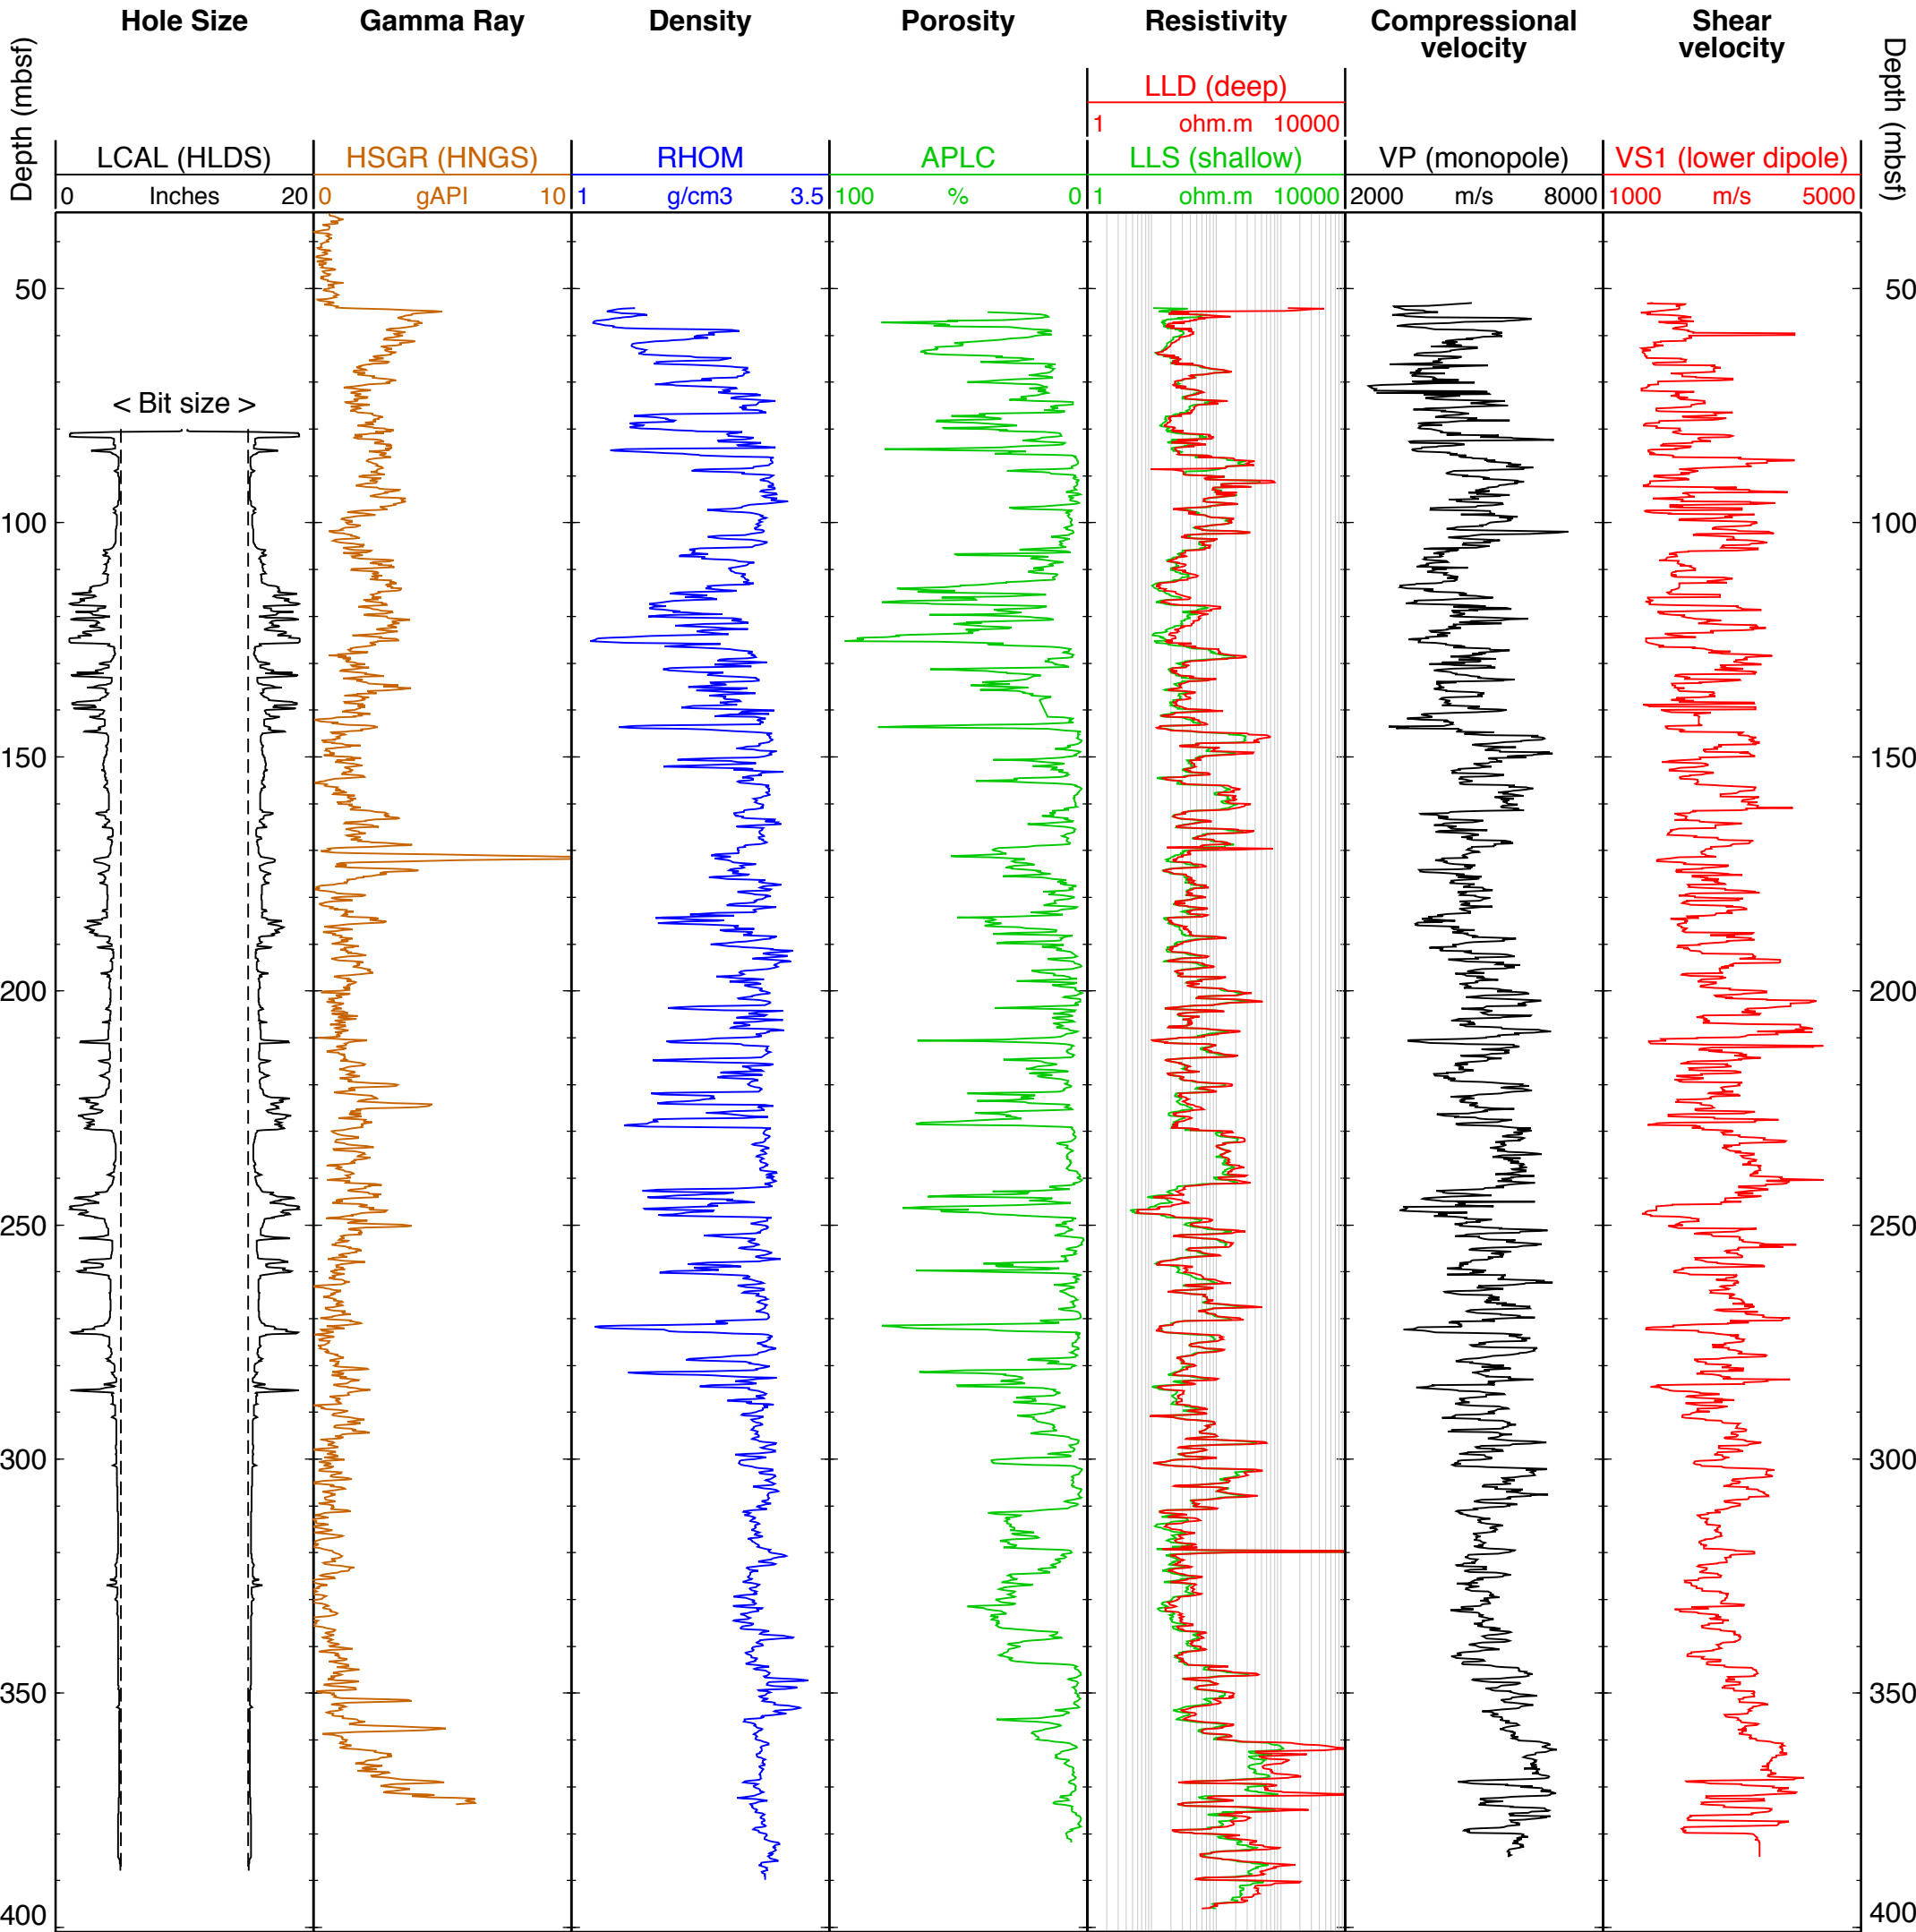 Hole Size Gamma Ray Density Porosity Resistivity Compressional velocity Shear velocity
Depth (mbsf)
Depth (mbsf)
LLD (deep)
1 ohm.m 10000
LCAL (HLDS) HSGR (HNGS) RHOM APLC LLS (shallow) VP (monopole) VS1 (lower dipole)
0 Inches 20 0 gAPI 10 1 g/cm3 3.5 100 % 0 1 ohm.m 10000 2000 m/s 8000 1000 m/s 5000
50 50
< Bit size >
100 100
150 150
200 200
250 250
300 300
350 350
400 400